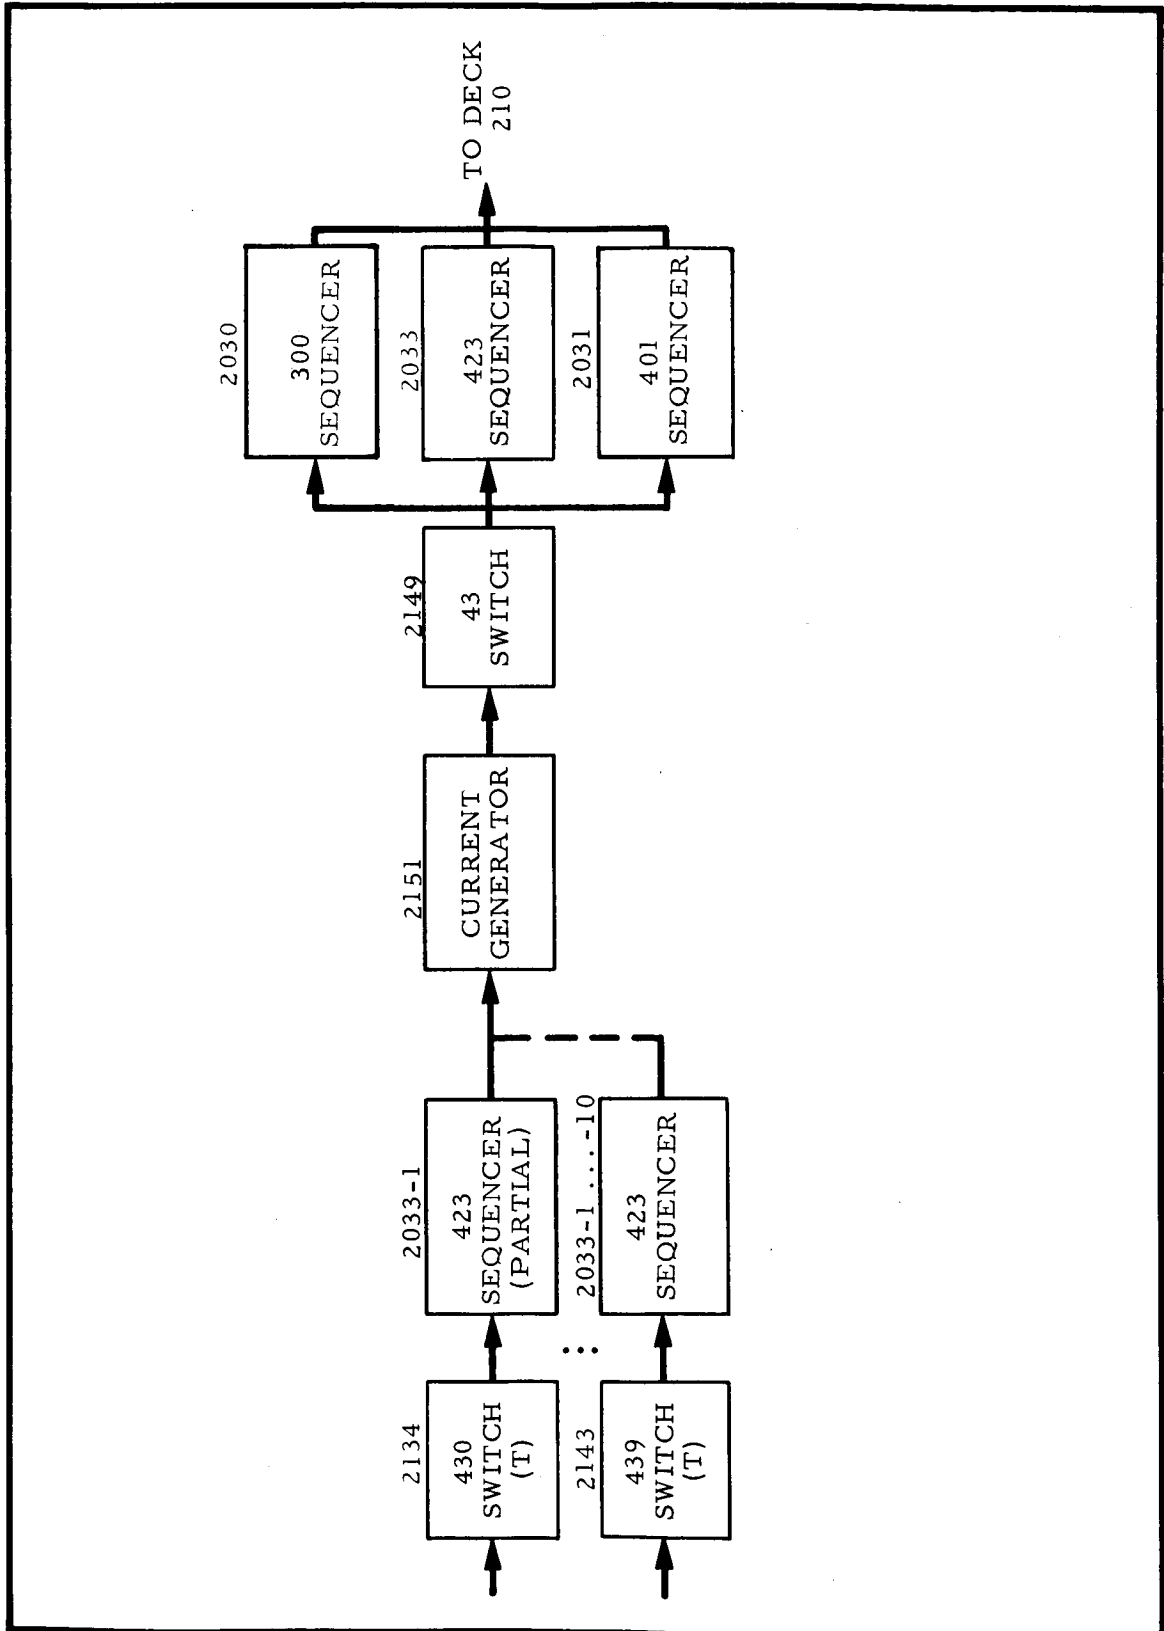 2134
430
SWITCH
(T)
2143
439
SWITCH
(T)
2033-1
423
SEQUENCER
(PARTIAL)
2033-1 ....-10
423
SEQUENCER
2151
CURRENT
GENERATOR
2149
43
SWITCH
2030
300
SEQUENCER
2033
423
SEQUENCER
2031
401
SEQUENCER
TO DECK
210